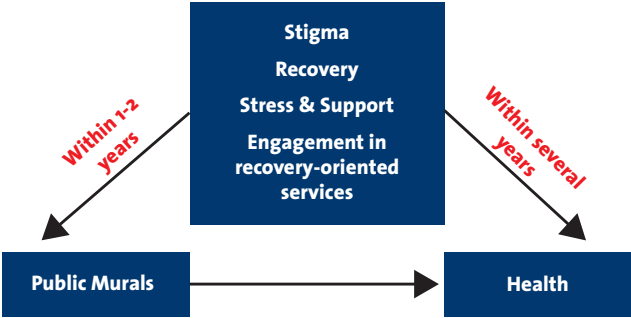 Stigma
Recovery
Stress & Support
Engagement in
recovery-oriented
services
Within 1-2
years
Within several
years
Public Murals
Health